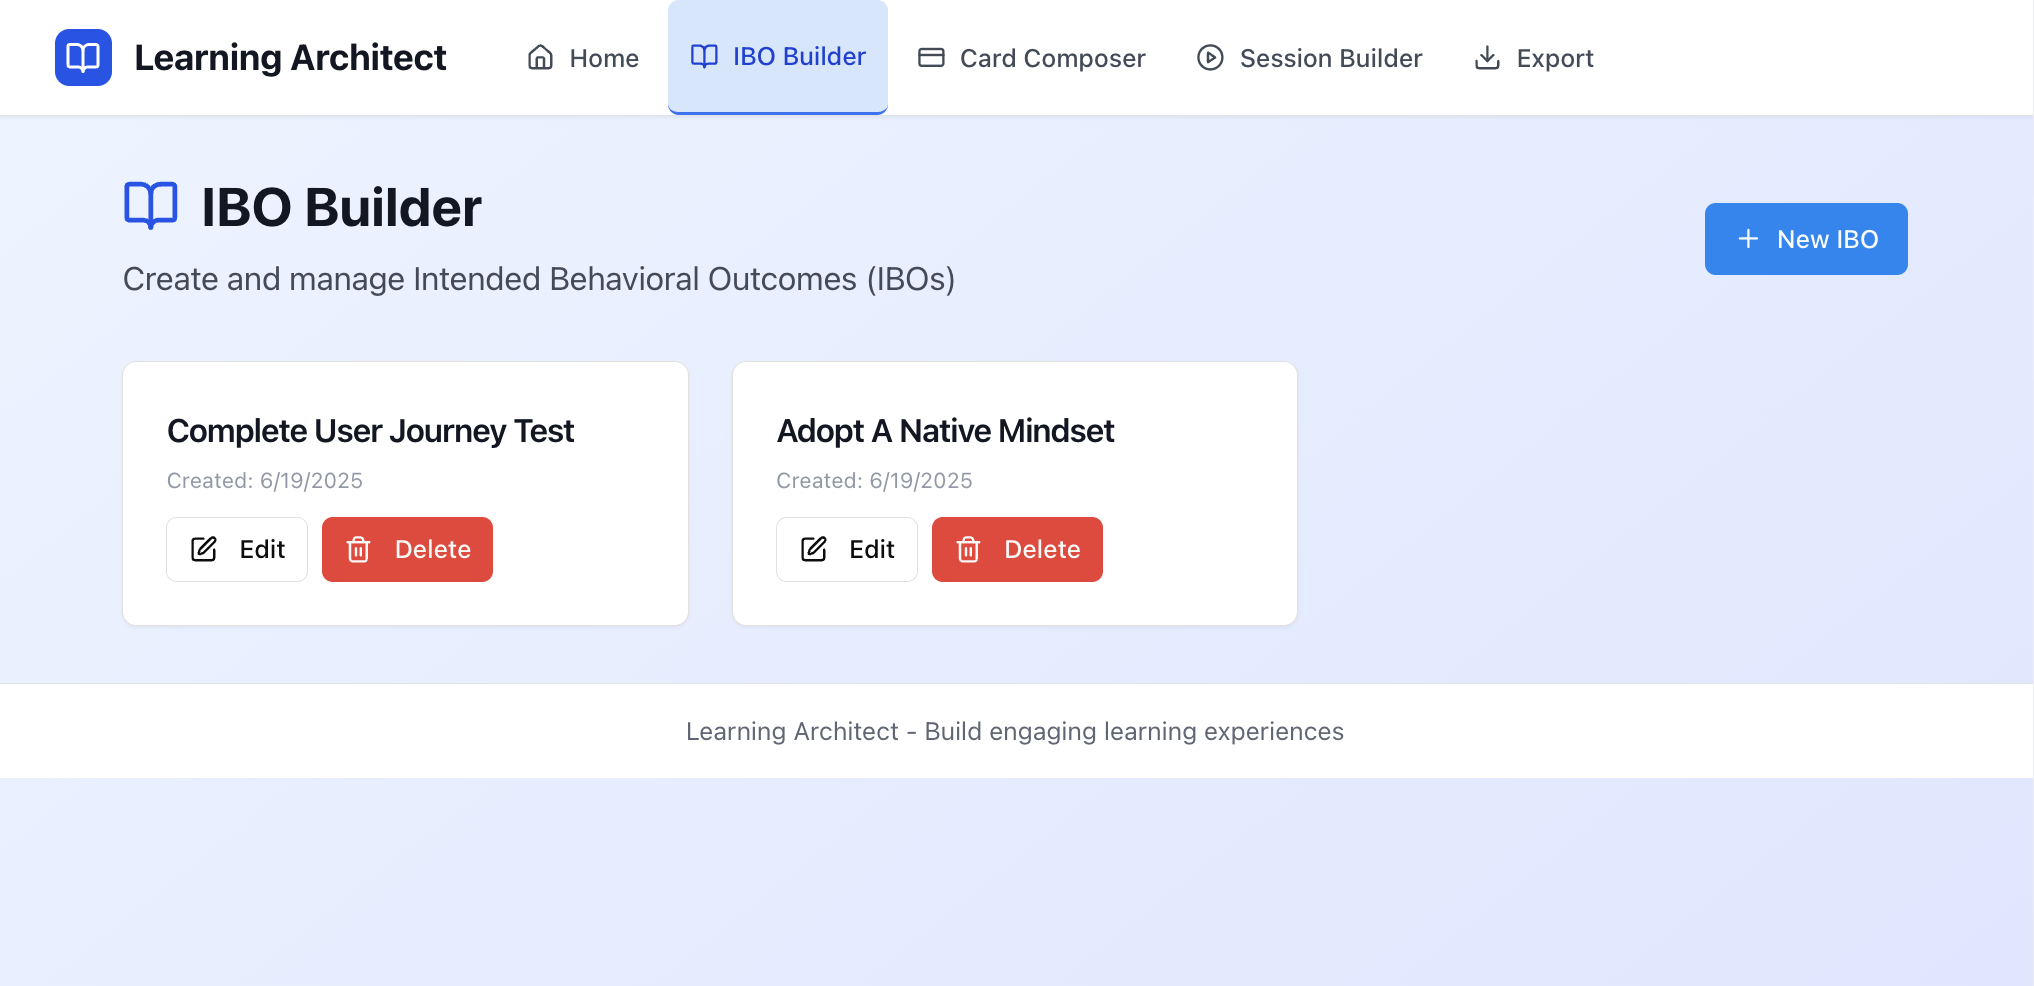 Learning Architect
Home
IBO Builder
Card Composer
Session Builder
Export
IBO Builder
Create and manage Intended Behavioral Outcomes (IBOs)
New IBO
Complete User Journey Test
Created: 6/19/2025
Edit
Delete
Adopt A Native Mindset
Created: 6/19/2025
Edit
Delete
Learning Architect - Build engaging learning experiences